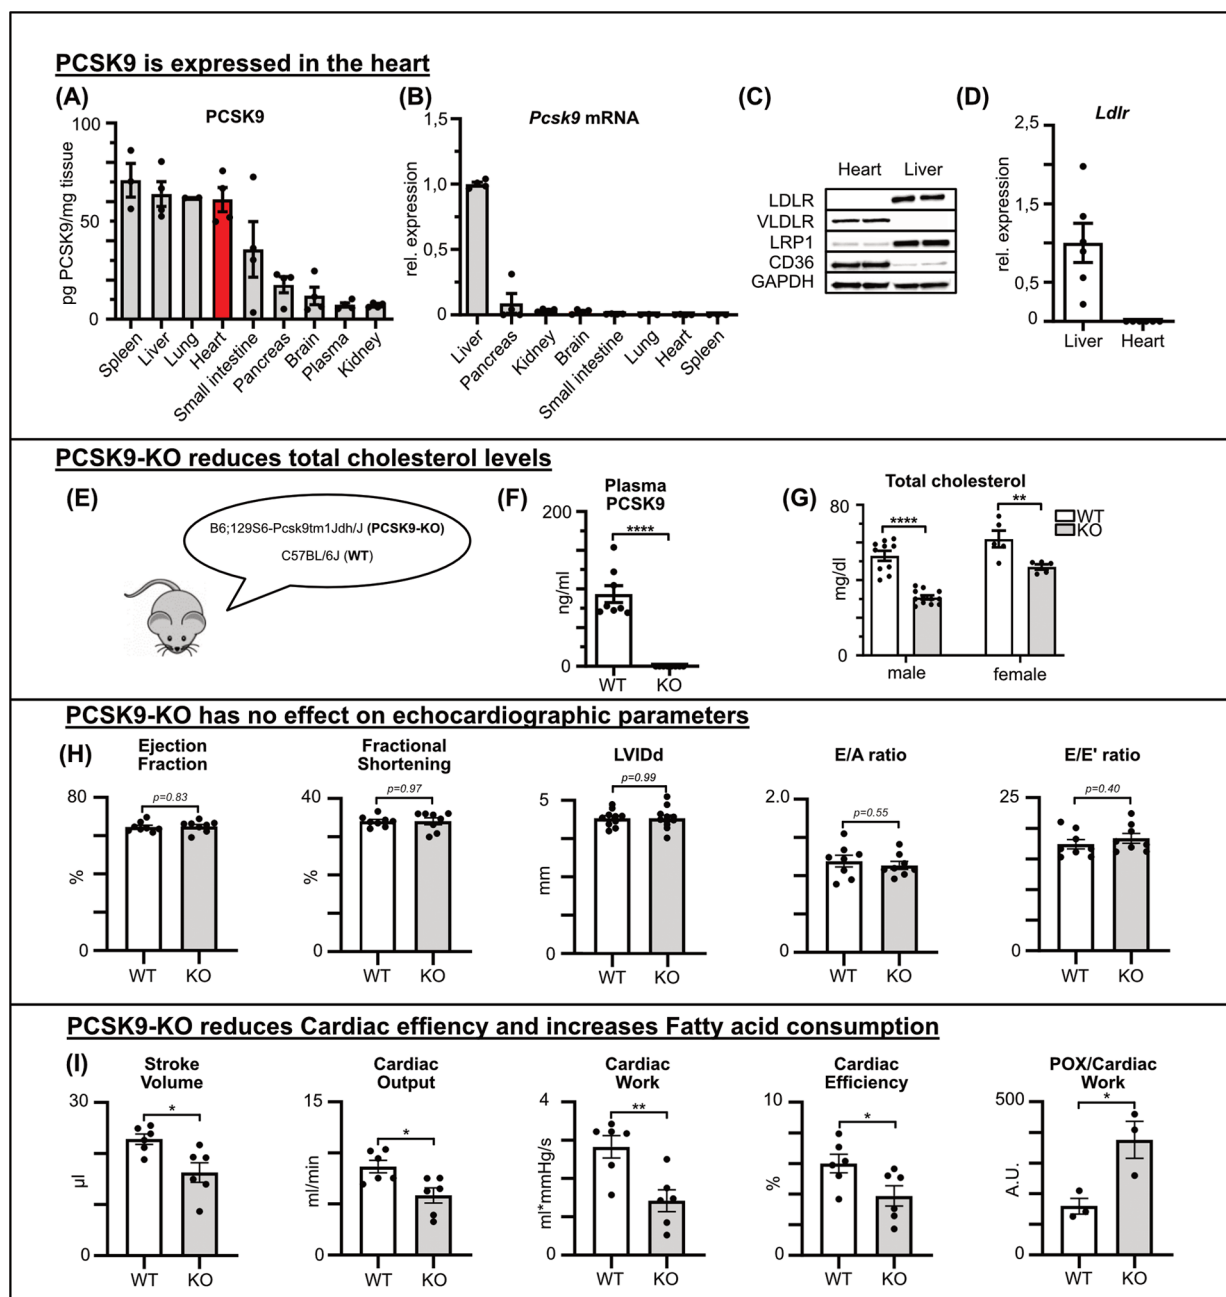 PCSK9 is expressed in the heart
(A)
PCSK9
pg PCSK9/mg tissue
100
50
0
Spleen
Liver
Lung
Heart
Small intestine
Pancreas
Brain
Plasma
Kidney
(B)
Pcsk9 mRNA
rel. expression
1,5
1,0
0,5
0
Liver
Pancreas
Kidney
Brain
Small intestine
Lung
Heart
Spleen
(C)
Heart Liver
LDLR
VLDLR
LRP1
CD36
GAPDH
(D)
Ldlr
rel. expression
2,5
1,5
0
Liver Heart
PCSK9-KO reduces total cholesterol levels
(E)
B6;129S6-Pcsk9tm1Jdh/J (PCSK9-KO)
C57BL/6J (WT)
(F)
Plasma
PCSK9
ng/ml
200
100
0
****
WT KO
(G)
Total cholesterol
mg/dl
80
40
0
****
**
WT
KO
male female
PCSK9-KO has no effect on echocardiographic parameters
(H)
Ejection
Fraction
%
80
40
0
p=0.83
WT KO
Fractional
Shortening
%
40
20
0
p=0.97
WT KO
LVIDd
mm
5
0
p=0.99
WT KO
E/A ratio
2.0
1.0
0
p=0.55
WT KO
E/E' ratio
25
0
p=0.40
WT KO
PCSK9-KO reduces Cardiac effiency and increases Fatty acid consumption
(I)
Stroke
Volume
µl
30
0
*
WT KO
Cardiac
Output
ml/min
15
0
*
WT KO
Cardiac
Work
ml*mmHg/s
4
2
0
**
WT KO
Cardiac
Efficiency
%
10
5
0
*
WT KO
POX/Cardiac
Work
A.U.
500
0
*
WT KO